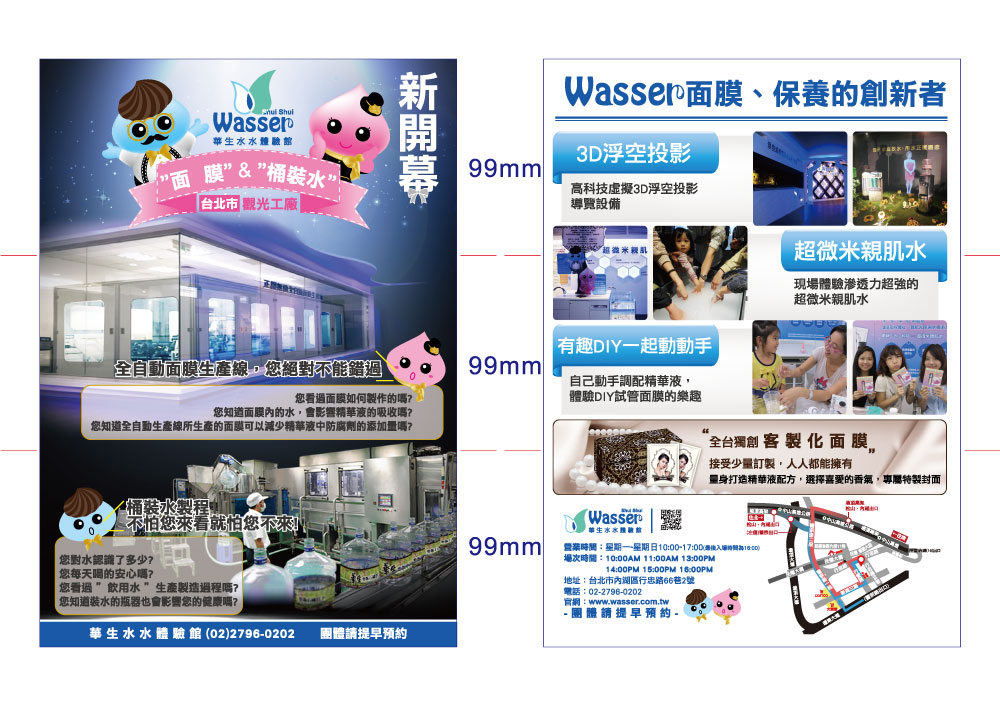 新開幕
Shui Shui
Wasser
華生水水體驗館
"面 膜"&"桶裝水"
台北市 觀光工廠
全自動面膜生產線，您絕對不能錯過
您看過面膜如何製作的嗎?
您知道面膜內的水，會影響精華液的吸收嗎?
您知道全自動生產線所生產的面膜可以減少精華液中防腐劑的添加量嗎?
桶裝水製程
不怕您來看就怕您不來!
您對水認識了多少?
您每天喝的安心嗎?
您看過"飲用水"生產製造過程嗎?
您知道裝水的瓶器也會影響您的健康嗎?
華生水水體驗館(02)2796-0202 團體請提早預約
99mm
99mm
99mm
Wasser面膜、保養的創新者
3D浮空投影
高科技虛擬3D浮空投影
導覽設備
超微米親肌水
現場體驗滲透力超強的
超微米親肌水
超微米親肌
有趣DIY一起動動手
自己動手調配精華液，
體驗DIY試管面膜的樂趣
“全台獨創 客製化面膜”
接受少量訂製，人人都能擁有
量身打造精華液配方，選擇喜愛的香氣，專屬特製封面
Shui Shui
Wasser
華生水水體驗館
營業時間：星期一~星期日10:00-17:00(最後入場時間為16:00)
場次時間：10:00AM 11:00AM 13:00PM
14:00PM 15:00PM 16:00PM
地址：台北市內湖區行忠路66巷2號
電話：02-2796-0202
官網：www.wasser.com.tw
-團體請提早預約-